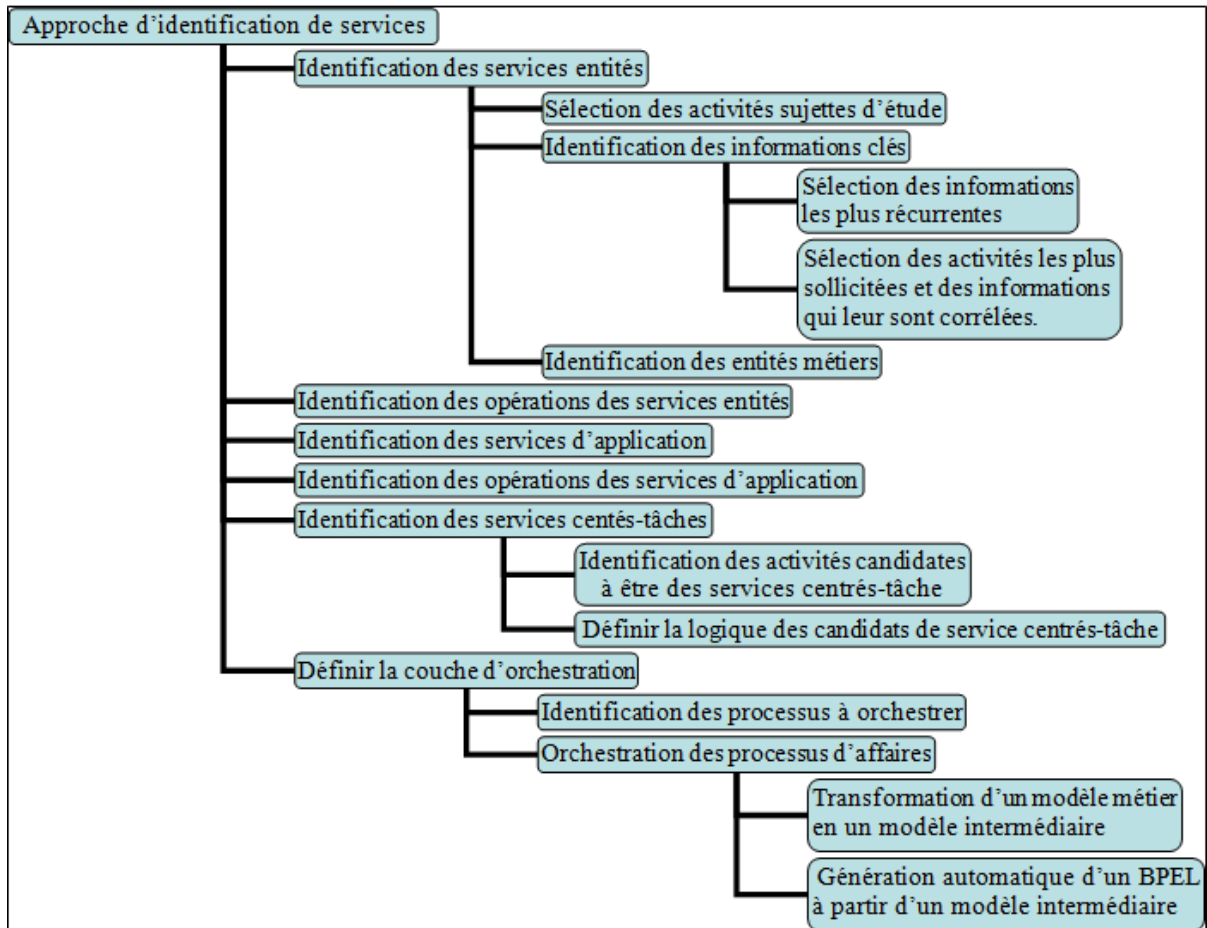 Approche d'identification de services
Identification des services entités
Sélection des activités sujettes d'étude
Identification des informations clés
Sélection des informations
les plus récurrentes
Sélection des activités les plus
sollicitées et des informations
qui leur sont corrélées.
Identification des entités métiers
Identification des opérations des services entités
Identification des services d'application
Identification des opérations des services d'application
Identification des services centés-tâches
Identification des activités candidates
à être des services centrés-tâche
Définir la logique des candidats de service centrés-tâche
Définir la couche d'orchestration
Identification des processus à orchestrer
Orchestration des processus d'affaires
Transformation d'un modèle métier
en un modèle intermédiaire
Génération automatique d'un BPEL
à partir d'un modèle intermédiaire